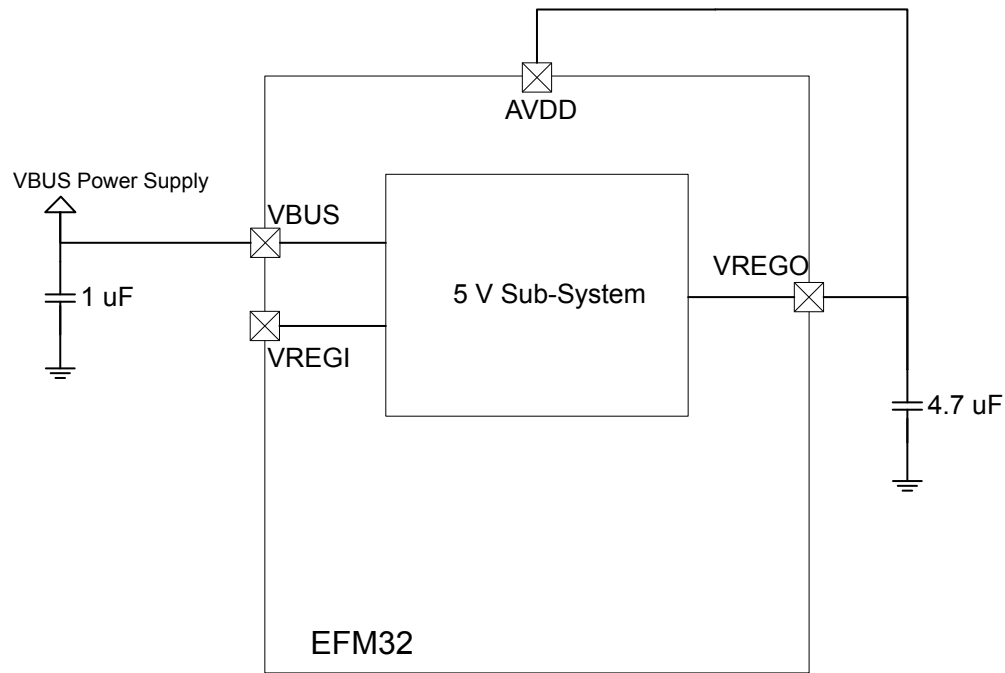 AVDD
VBUS Power Supply
VBUS
VREGO
5 V Sub-System
1 uF
VREGI
4.7 uF
EFM32